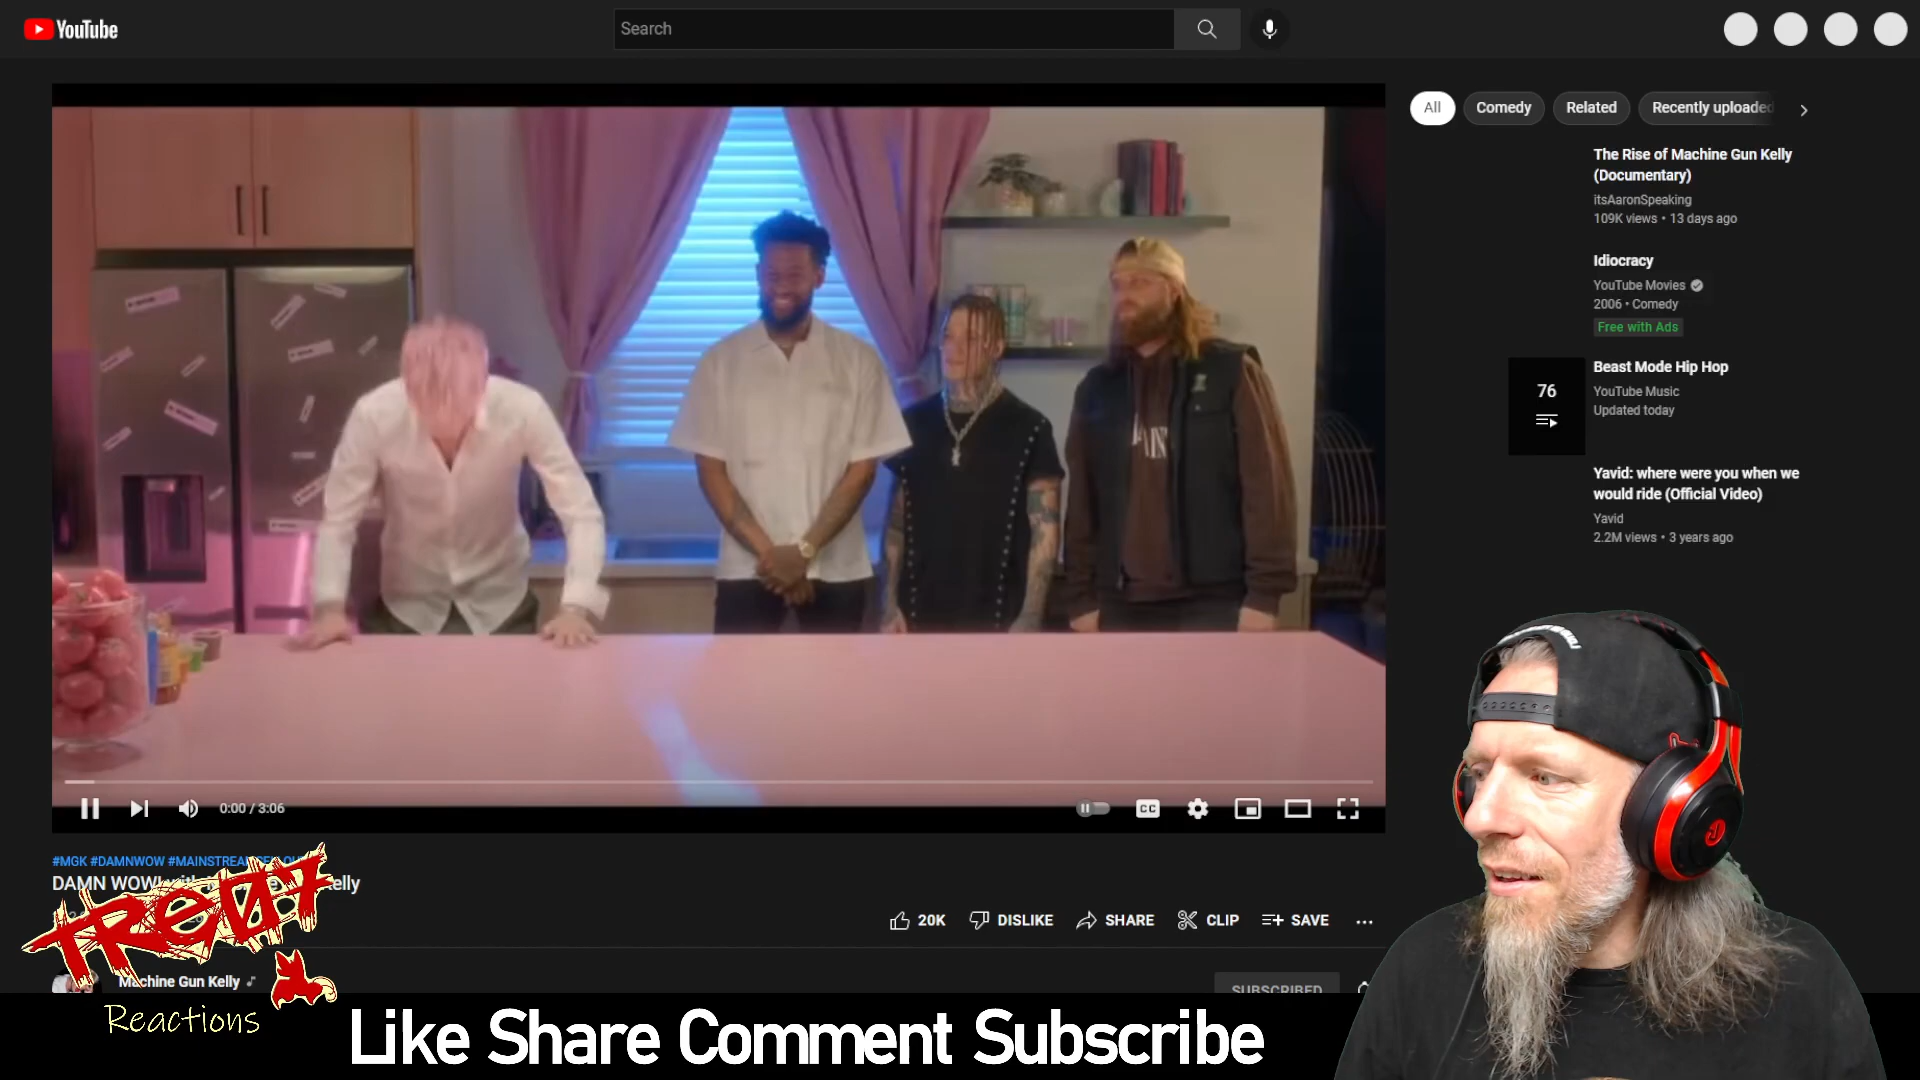 YouTube
Search
All
Comedy
Related
Recently uploaded
The Rise of Machine Gun Kelly
(Documentary)
itsAaronSpeaking
109K views • 13 days ago
Idiocracy
YouTube Movies
2006 • Comedy
Free with Ads
76
Beast Mode Hip Hop
YouTube Music
Updated today
Yavid: where were you when we
would ride (Official Video)
Yavid
2.2M views • 3 years ago
0:00 / 3:06
CC
#MGK #DAMNWOW
DAMN WOW!
TRe07
20K
DISLIKE
SHARE
CLIP
SAVE
Machine Gun Kelly
SUBSCRIBED
Reactions
Like Share Comment Subscribe